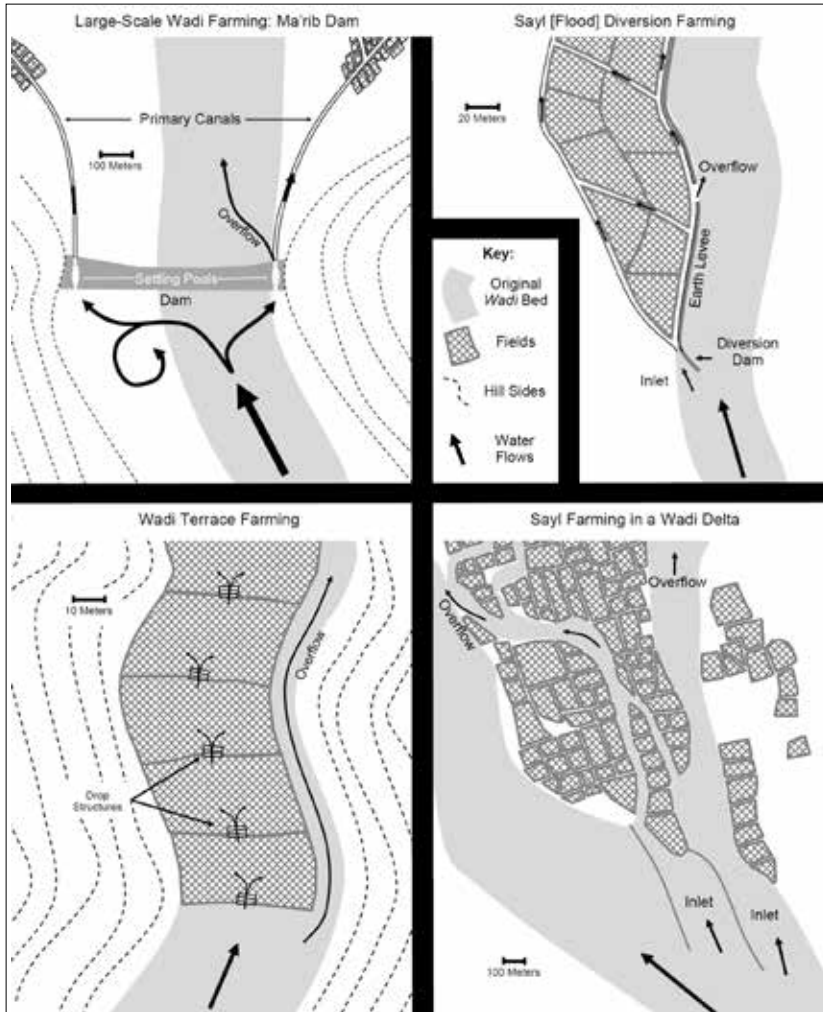 Large-Scale Wadi Farming: Ma'rib Dam
Primary Canals
100 Meters
Overflow
Settling Pools
Dam
Sayl [Flood] Diversion Farming
20 Meters
Overflow
Earth Levee
Diversion
Dam
Inlet
Key:
Original
Wadi Bed
Fields
Hill Sides
Water
Flows
Wadi Terrace Farming
10 Meters
Overflow
Drop
Structures
Sayl Farming in a Wadi Delta
Overflow
Overflow
Inlet
Inlet
100 Meters